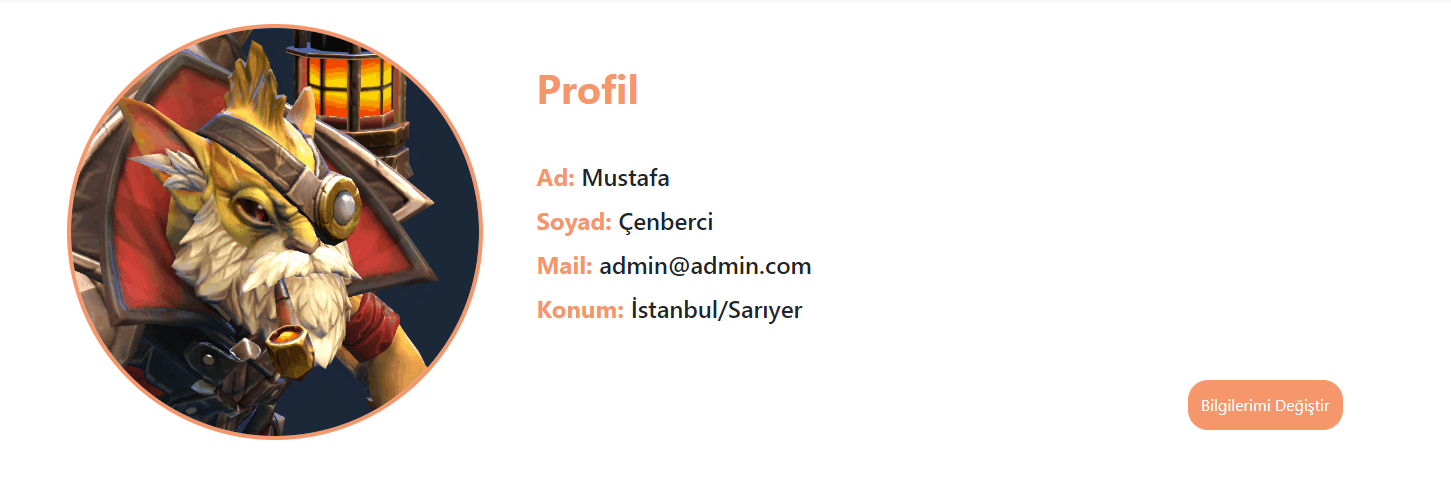 Profil
Ad: Mustafa
Soyad: Çenberci
Mail: admin@admin.com
Konum: İstanbul/Sarıyer
Bilgilerimi Değiştir